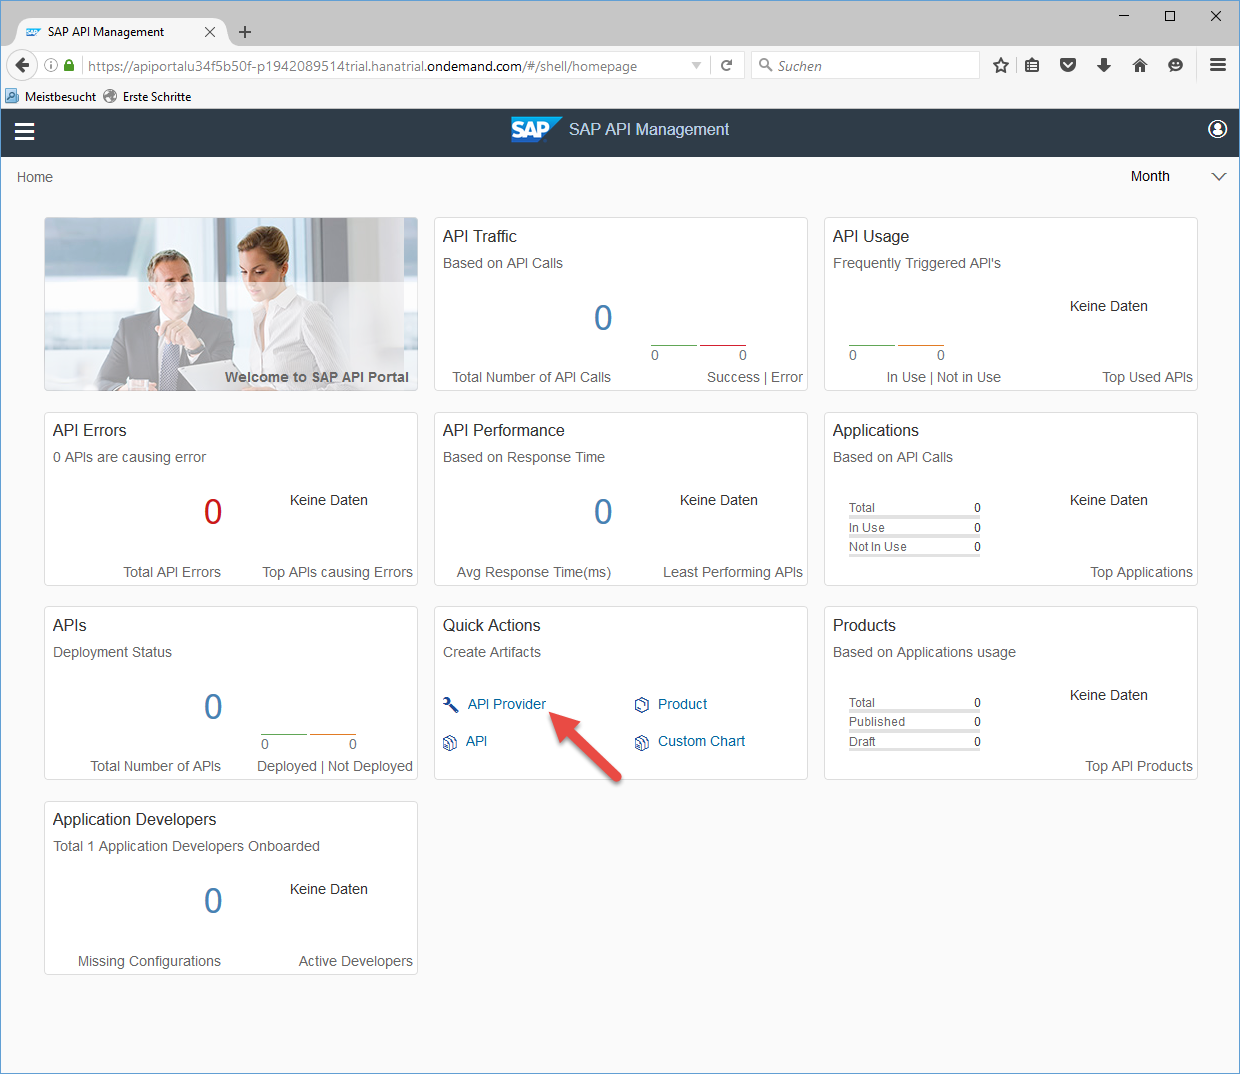 SAP SAP API Management
https://apiportalu34f5b50f-p1942089514trial.hanatrial.ondemand.com/#/shell/homepage
Suchen
Meistbesucht Erste Schritte
SAP SAP API Management
Home
Month
Welcome to SAP API Portal
API Traffic
Based on API Calls
0
0 0
Total Number of API Calls Success | Error
API Usage
Frequently Triggered API's
Keine Daten
0 0
In Use | Not in Use Top Used APIs
API Errors
0 APIs are causing error
0
Keine Daten
Total API Errors Top APIs causing Errors
API Performance
Based on Response Time
0
Keine Daten
Avg Response Time(ms) Least Performing APIs
Applications
Based on API Calls
Keine Daten
Total 0
In Use 0
Not In Use 0
Top Applications
APIs
Deployment Status
0
0 0
Total Number of APIs Deployed | Not Deployed
Quick Actions
Create Artifacts
API Provider Product
API Custom Chart
Products
Based on Applications usage
Keine Daten
Total 0
Published 0
Draft 0
Top API Products
Application Developers
Total 1 Application Developers Onboarded
0
Keine Daten
Missing Configurations Active Developers